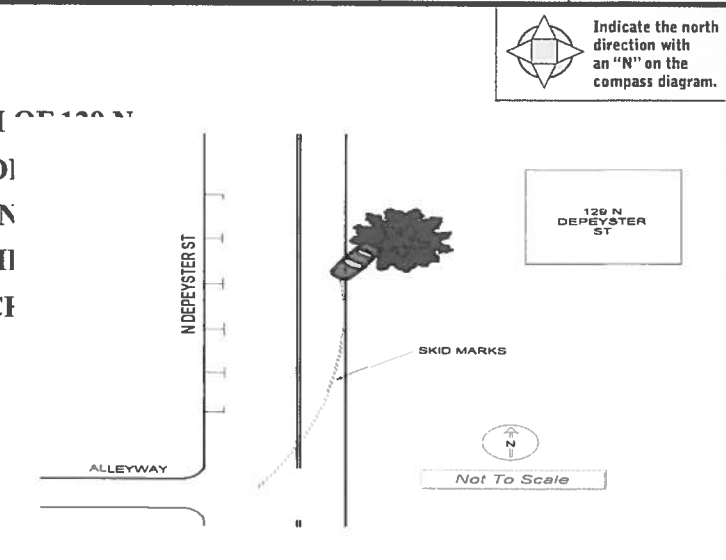 Indicate the north
direction with
an "N" on the
compass diagram.
129 N
DEPEYSTER
ST
N DEPEYSTER ST
SKID MARKS
N
ALLEYWAY
Not To Scale